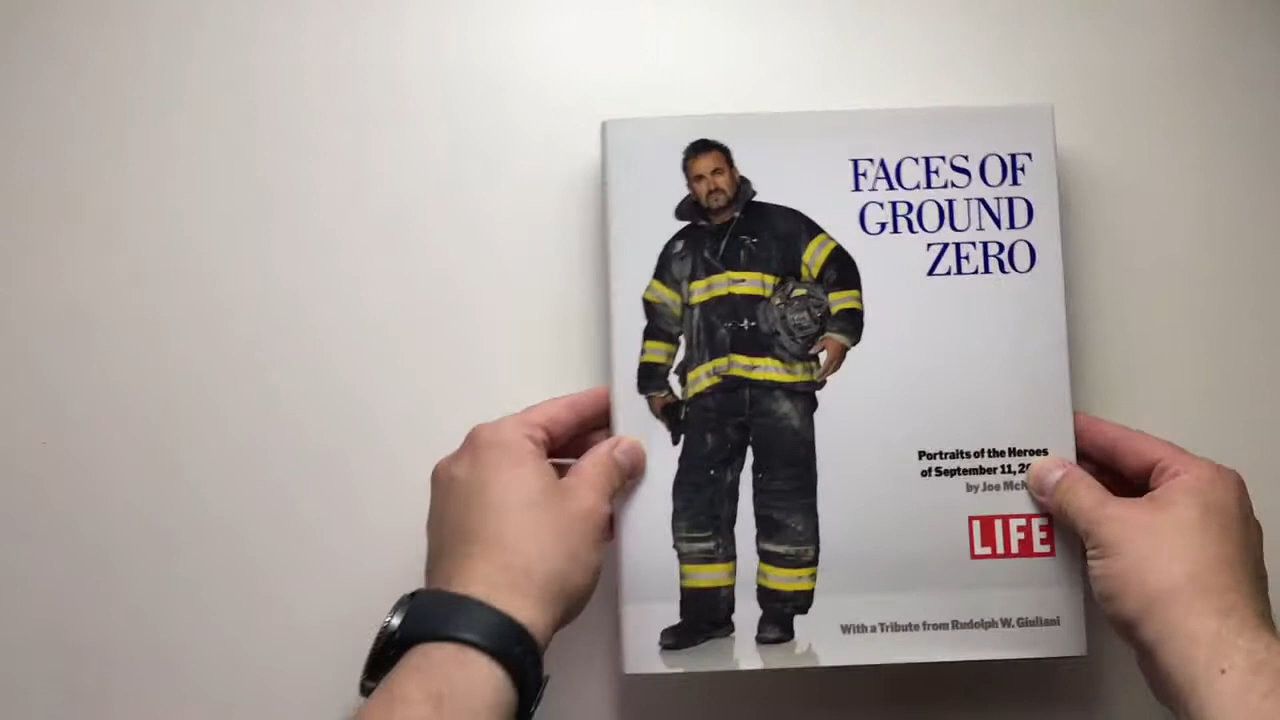 FACES OF
GROUND
ZERO
Portraits of the Heroes
of September 11,
by Joe
LIFE
With a Tribute from Rudolph W. Giuliani